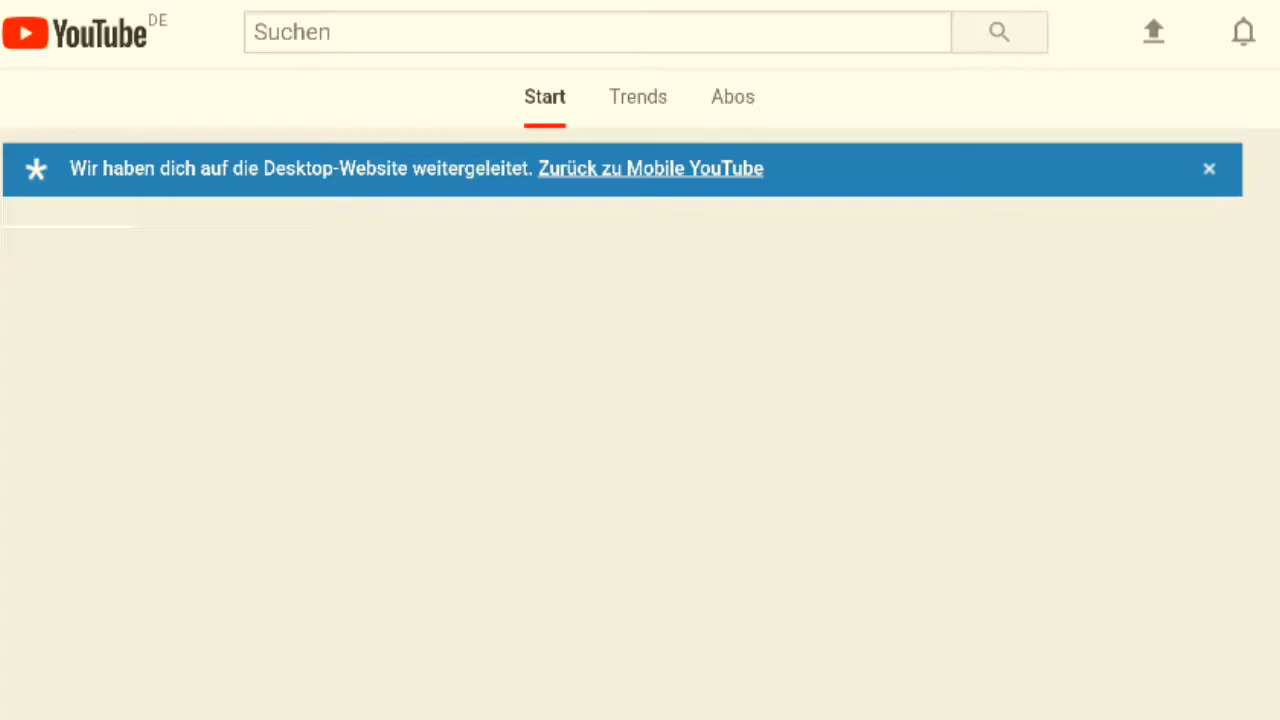 YouTube DE
Suchen
Start Trends Abos
Wir haben dich auf die Desktop-Website weitergeleitet. Zurück zu Mobile YouTube